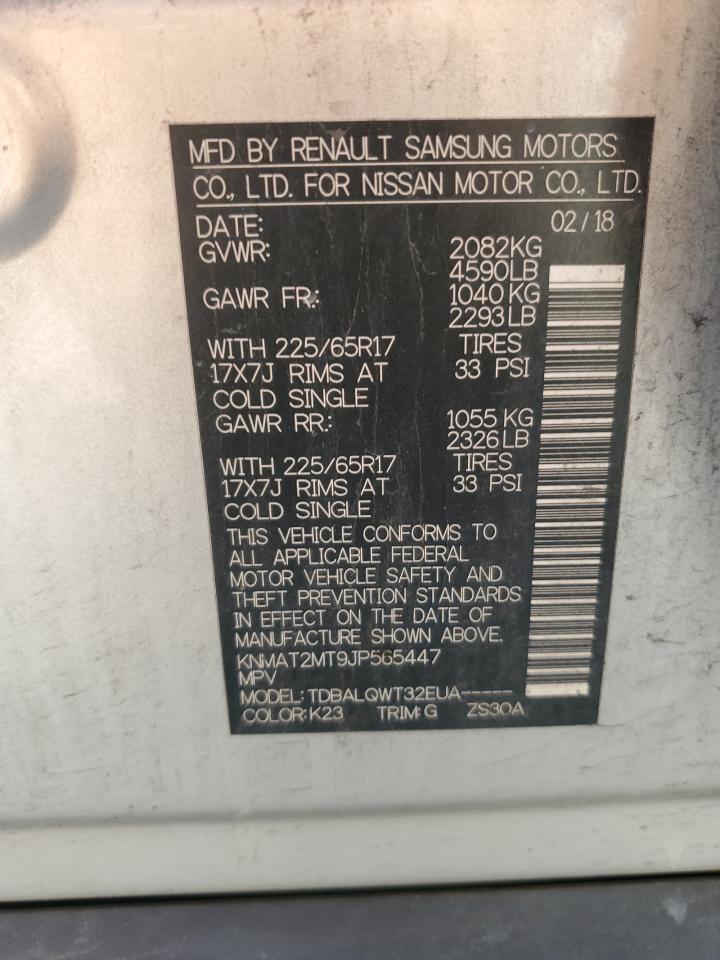 MFD BY RENAULT SAMSUNG MOTORS
CO., LTD. FOR NISSAN MOTOR CO., LTD.
DATE: 02/18
GVWR: 2082KG
4590LB
GAWR FR: 1040KG
2293LB
WITH 225/65R17 TIRES
17X7J RIMS AT 33 PSI
COLD SINGLE
GAWR RR: 1055 KG
2326LB
WITH 225/65R17 TIRES
17X7J RIMS AT 33 PSI
COLD SINGLE
THIS VEHICLE CONFORMS TO
ALL APPLICABLE FEDERAL
MOTOR VEHICLE SAFETY AND
THEFT PREVENTION STANDARDS
IN EFFECT ON THE DATE OF
MANUFACTURE SHOWN ABOVE.
KNMAT2MT9JP565447
MPV
MODEL: TDBALQWT32EUA-----
COLOR: K23 TRIM: G ZS30A